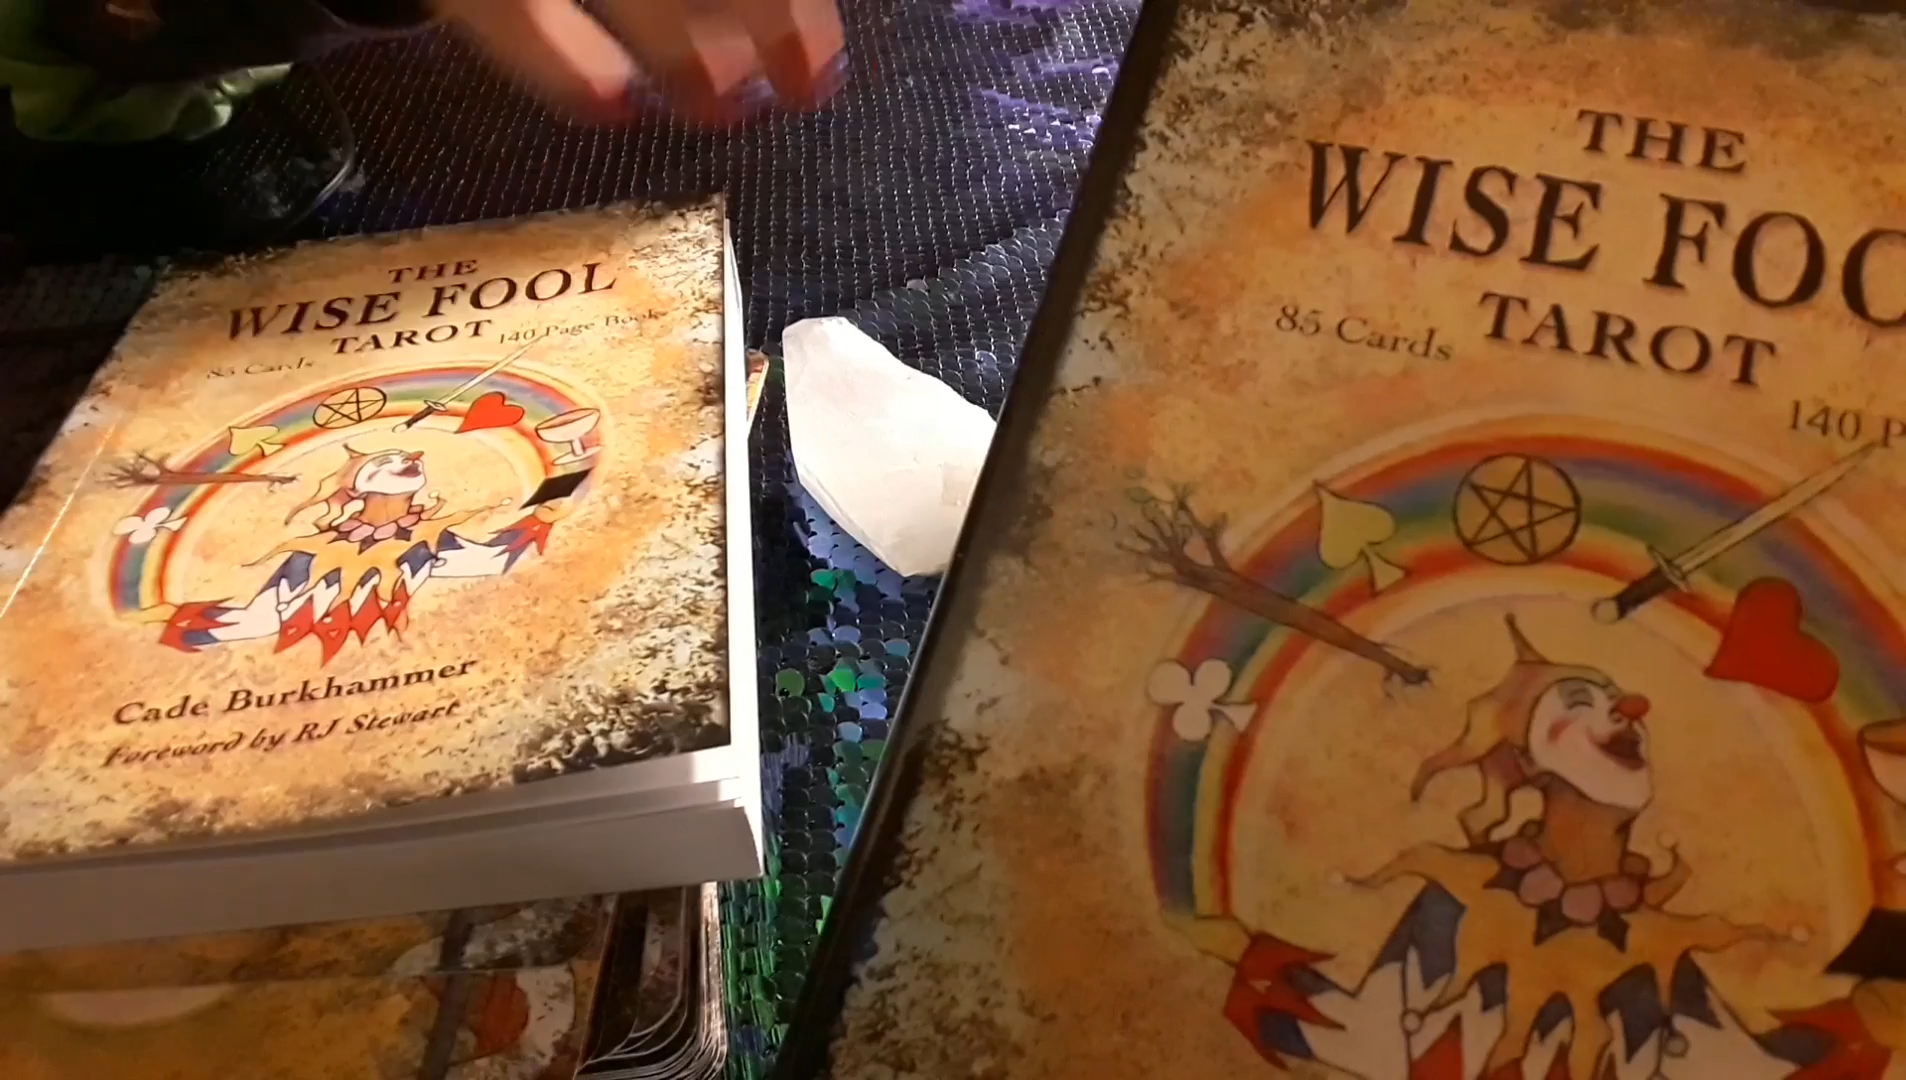 THE
WISE FOOL
TAROT
85 Cards
140 Page Book
Cade Burkhammer
Foreword by RJ Stewart
THE
WISE FOO
TAROT
85 Cards
140 P